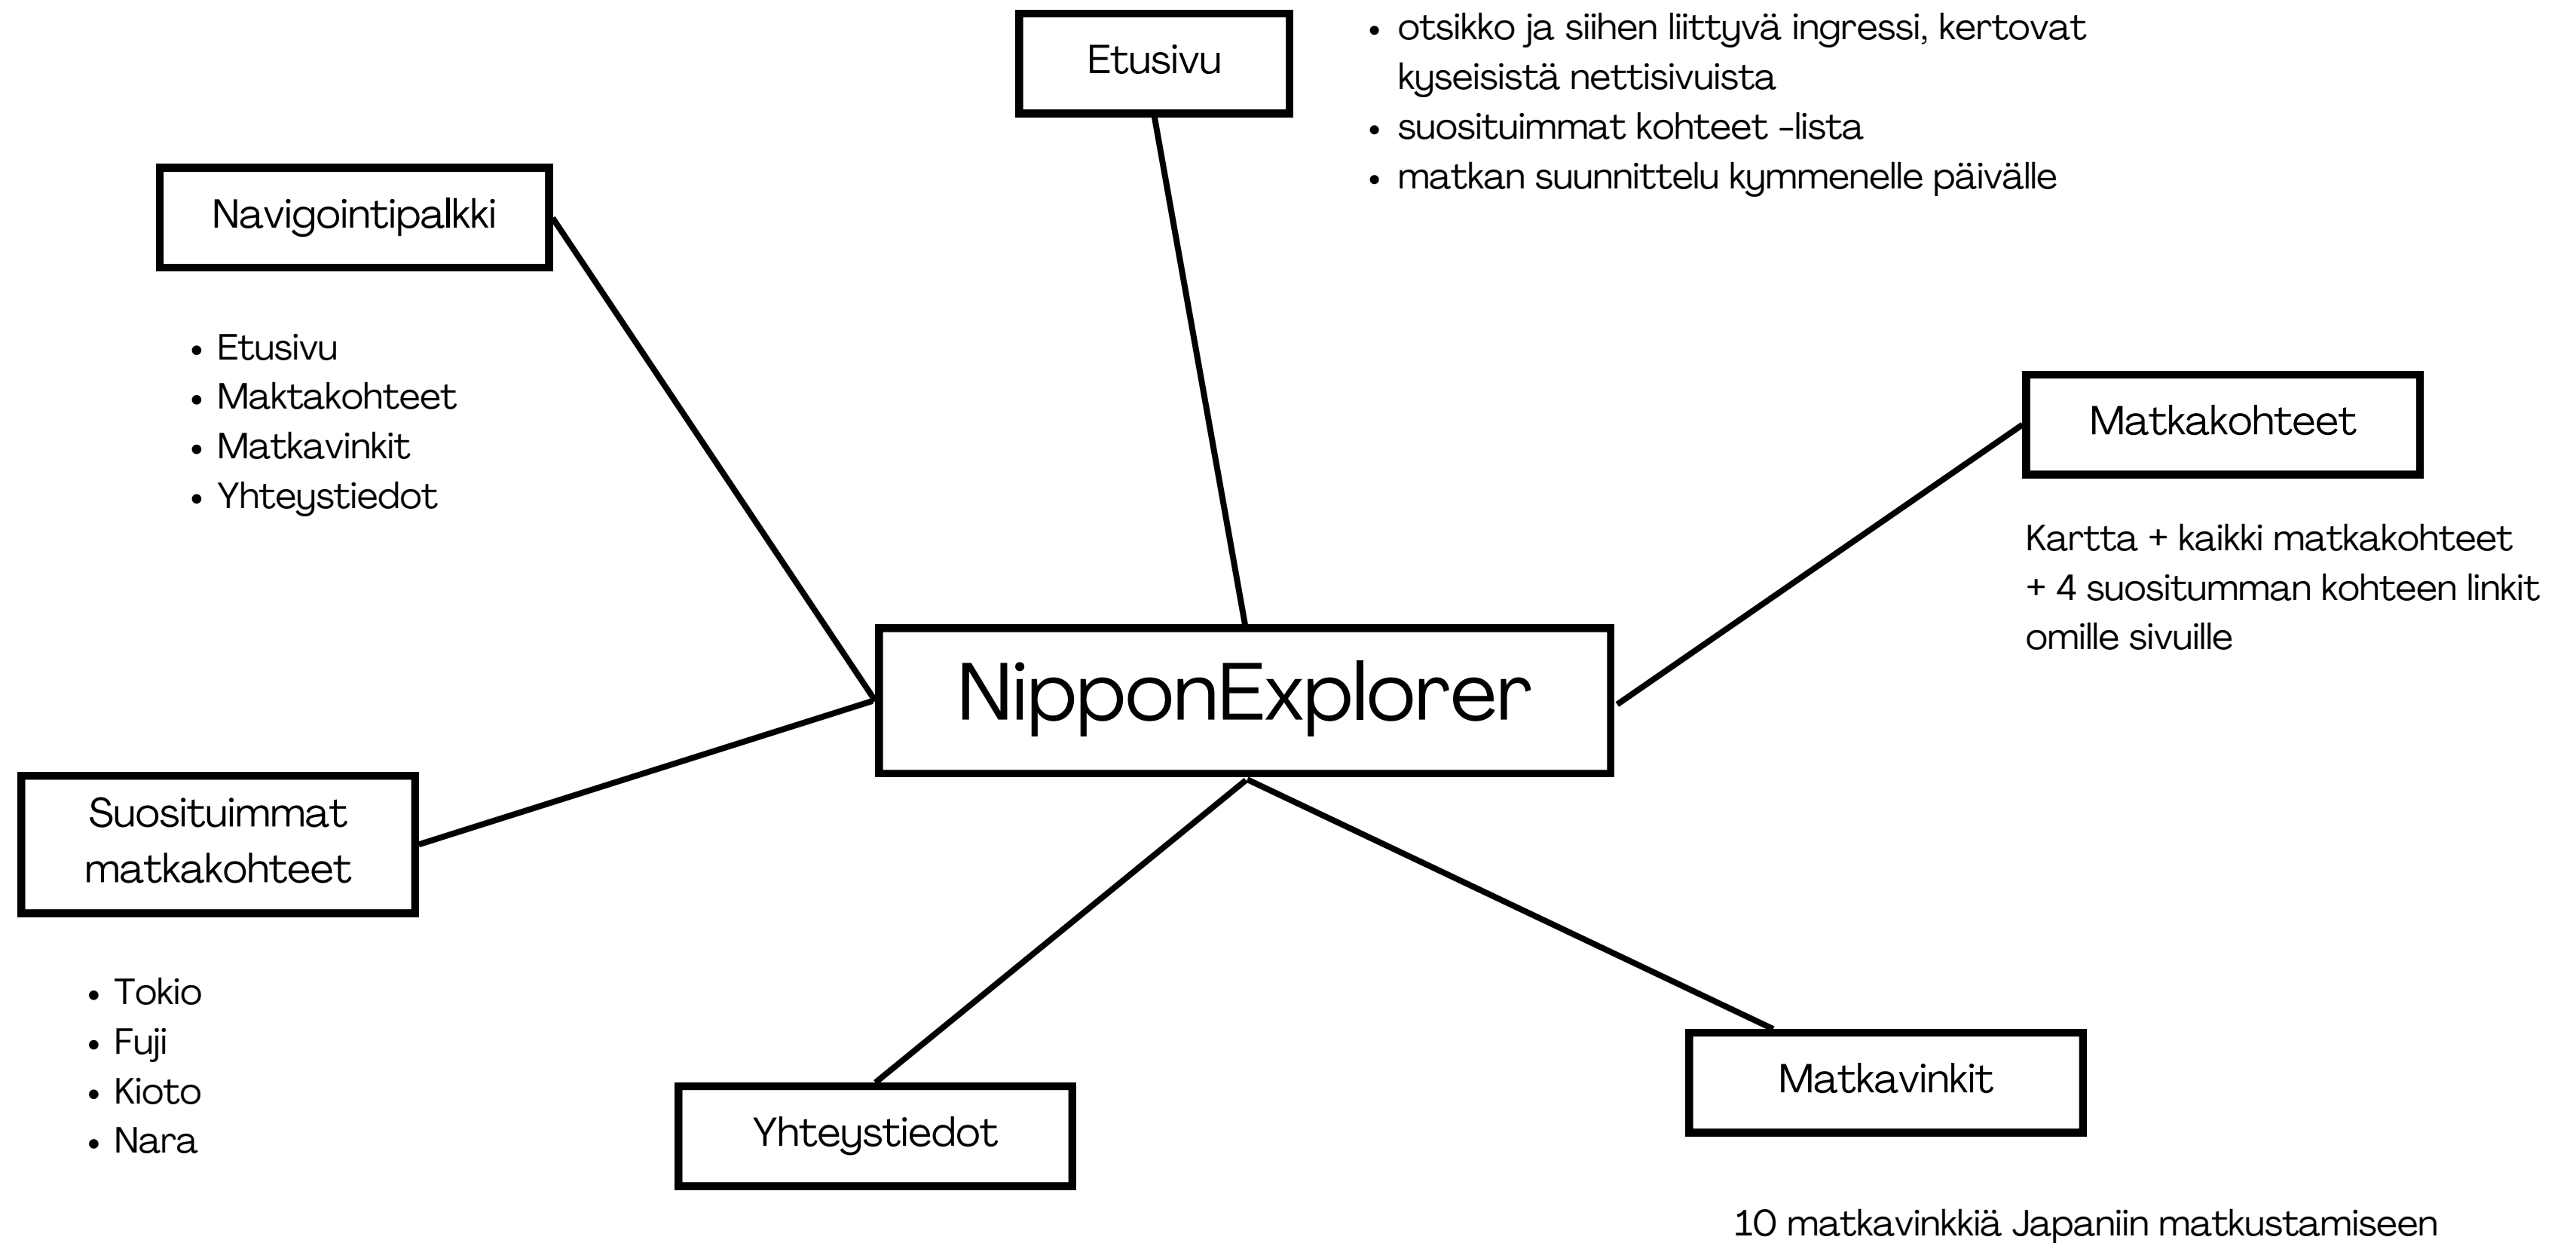 Etusivu
• otsikko ja siihen liittyvä ingressi, kertovat
kyseisistä nettisivuista
• suosituimmat kohteet -lista
• matkan suunnittelu kymmenelle päivälle
Navigointipalkki
• Etusivu
• Maktakohteet
• Matkavinkit
• Yhteystiedot
Matkakohteet
Kartta + kaikki matkakohteet
+ 4 suositumman kohteen linkit
omille sivuille
NipponExplorer
Suosituimmat
matkakohteet
• Tokio
• Fuji
• Kioto
• Nara
Yhteystiedot
Matkavinkit
10 matkavinkkiä Japaniin matkustamiseen